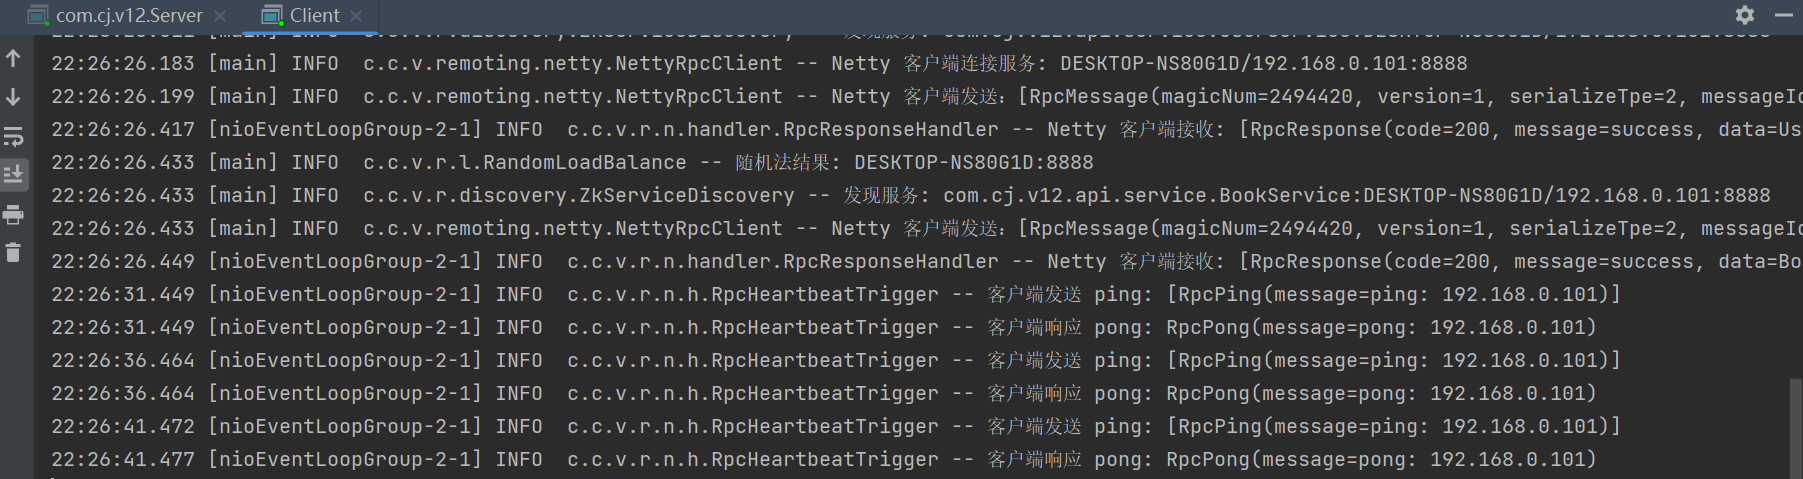 com.cj.v12.Server Client
22:26:26.183 [main] INFO  c.c.v.remoting.netty.NettyRpcClient -- Netty 客户端连接服务: DESKTOP-NS80G1D/192.168.0.101:8888
22:26:26.199 [main] INFO  c.c.v.remoting.netty.NettyRpcClient -- Netty 客户端发送: [RpcMessage(magicNum=2494420, version=1, serializeTpe=2, messageId
22:26:26.417 [nioEventLoopGroup-2-1] INFO  c.c.v.r.n.handler.RpcResponseHandler -- Netty 客户端接收: [RpcResponse(code=200, message=success, data=Us
22:26:26.433 [main] INFO  c.c.v.r.l.RandomLoadBalance -- 随机法结果: DESKTOP-NS80G1D:8888
22:26:26.433 [main] INFO  c.c.v.r.discovery.ZkServiceDiscovery -- 发现服务: com.cj.v12.api.service.BookService:DESKTOP-NS80G1D/192.168.0.101:8888
22:26:26.433 [main] INFO  c.c.v.remoting.netty.NettyRpcClient -- Netty 客户端发送: [RpcMessage(magicNum=2494420, version=1, serializeTpe=2, messageId
22:26:26.449 [nioEventLoopGroup-2-1] INFO  c.c.v.r.n.handler.RpcResponseHandler -- Netty 客户端接收: [RpcResponse(code=200, message=success, data=Bo
22:26:31.449 [nioEventLoopGroup-2-1] INFO  c.c.v.r.n.h.RpcHeartbeatTrigger -- 客户端发送 ping: [RpcPing(message=ping: 192.168.0.101)]
22:26:31.449 [nioEventLoopGroup-2-1] INFO  c.c.v.r.n.h.RpcHeartbeatTrigger -- 客户端响应 pong: RpcPong(message=pong: 192.168.0.101)
22:26:36.464 [nioEventLoopGroup-2-1] INFO  c.c.v.r.n.h.RpcHeartbeatTrigger -- 客户端发送 ping: [RpcPing(message=ping: 192.168.0.101)]
22:26:36.464 [nioEventLoopGroup-2-1] INFO  c.c.v.r.n.h.RpcHeartbeatTrigger -- 客户端响应 pong: RpcPong(message=pong: 192.168.0.101)
22:26:41.472 [nioEventLoopGroup-2-1] INFO  c.c.v.r.n.h.RpcHeartbeatTrigger -- 客户端发送 ping: [RpcPing(message=ping: 192.168.0.101)]
22:26:41.477 [nioEventLoopGroup-2-1] INFO  c.c.v.r.n.h.RpcHeartbeatTrigger -- 客户端响应 pong: RpcPong(message=pong: 192.168.0.101)